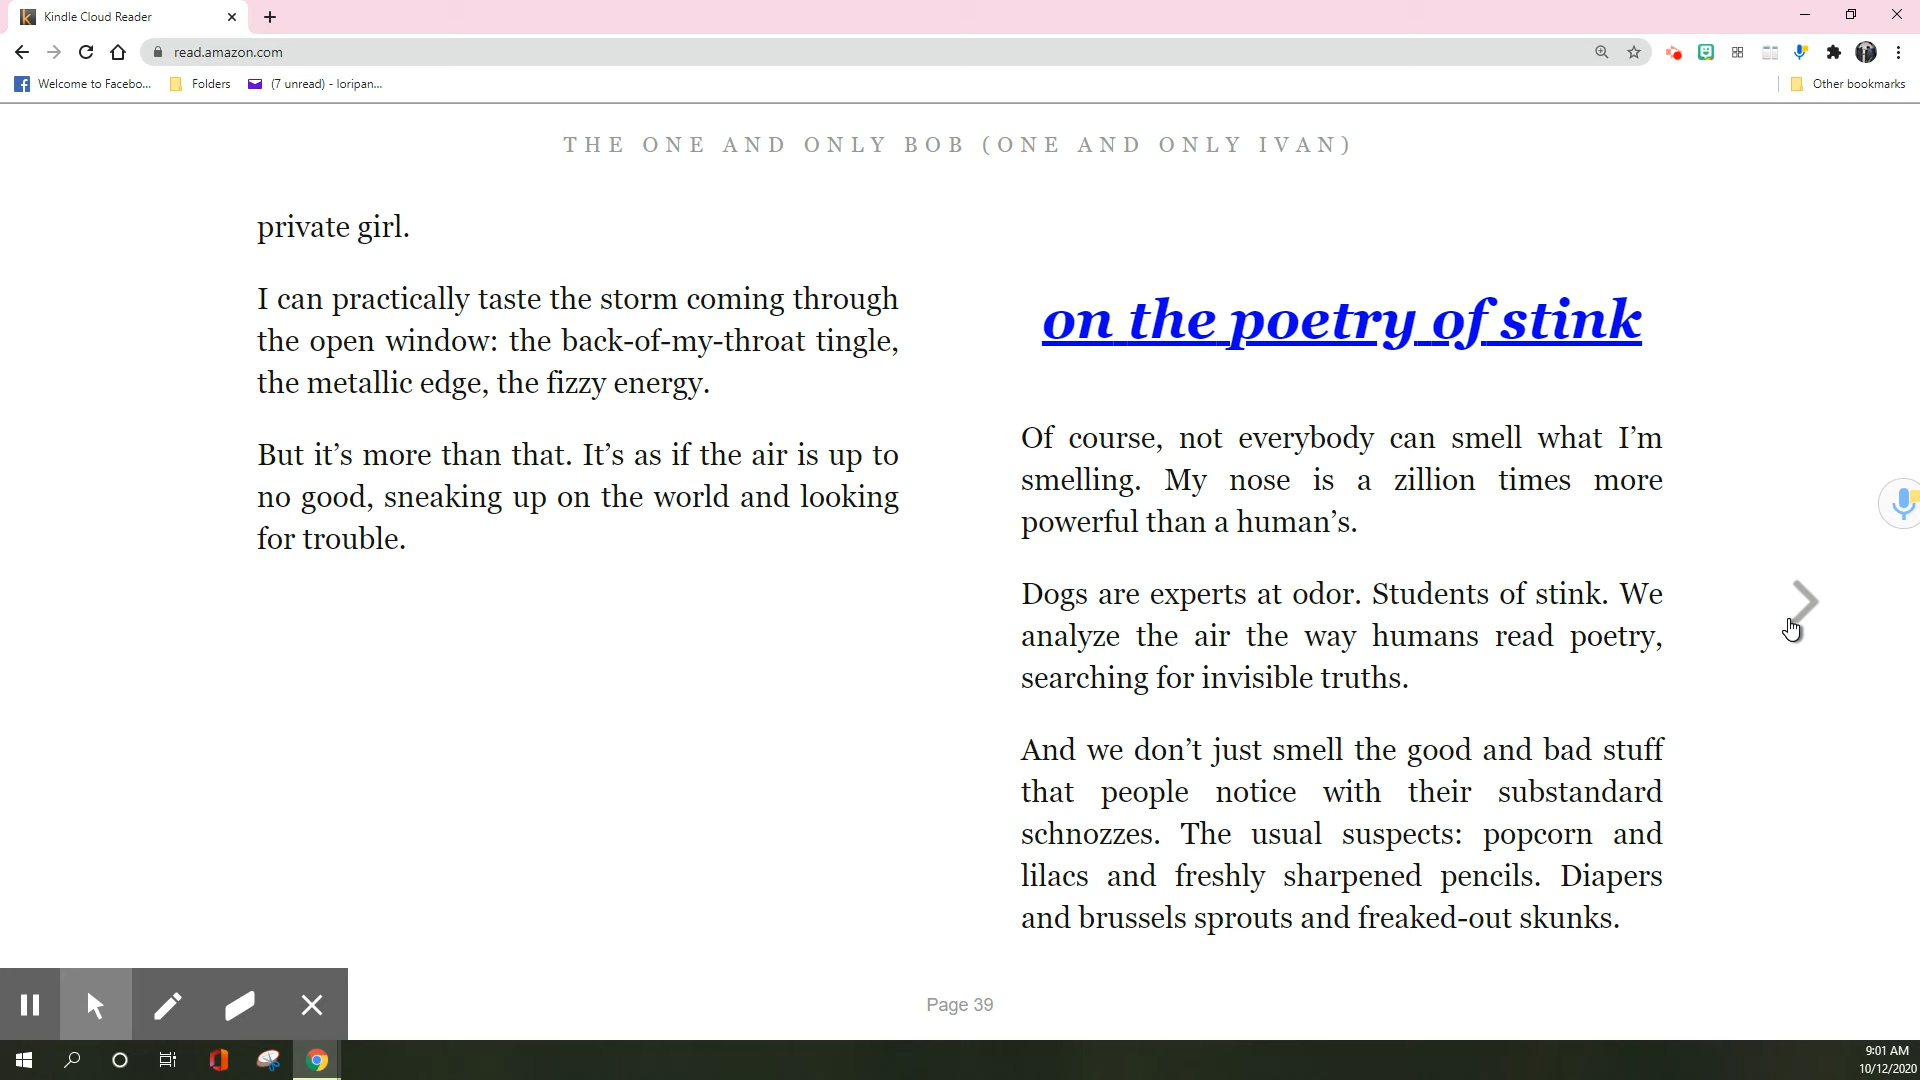 Kindle Cloud Reader
read.amazon.com
Welcome to Facebo...
Folders
(7 unread) - loripan...
Other bookmarks
THE ONE AND ONLY BOB (ONE AND ONLY IVAN)
private girl.
I can practically taste the storm coming through
the open window: the back-of-my-throat tingle,
the metallic edge, the fizzy energy.
But it’s more than that. It’s as if the air is up to
no good, sneaking up on the world and looking
for trouble.
on the poetry of stink
Of course, not everybody can smell what I’m
smelling. My nose is a zillion times more
powerful than a human’s.
Dogs are experts at odor. Students of stink. We
analyze the air the way humans read poetry,
searching for invisible truths.
And we don’t just smell the good and bad stuff
that people notice with their substandard
schnozzes. The usual suspects: popcorn and
lilacs and freshly sharpened pencils. Diapers
and brussels sprouts and freaked-out skunks.
Page 39
9:01 AM
10/12/2020